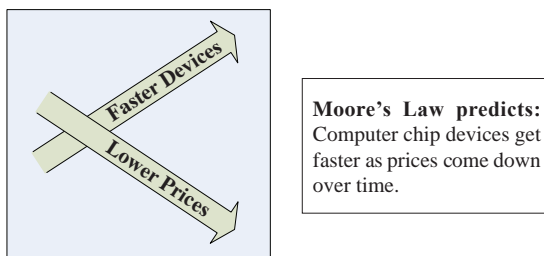 Faster Devices
Lower Prices
Moore’s Law predicts:
Computer chip devices get
faster as prices come down
over time.